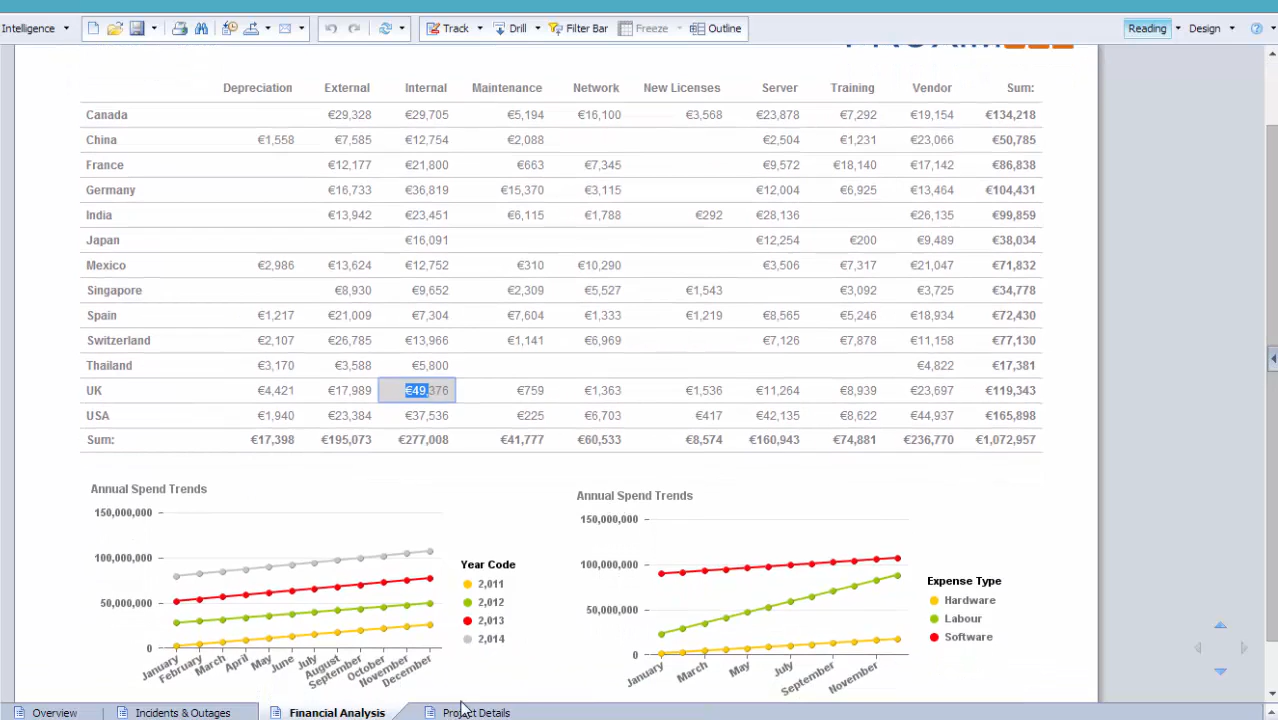 Intelligence Track Drill Filter Bar Freeze Outline Reading Design
Depreciation External Internal Maintenance Network New Licenses Server Training Vendor Sum:
Canada €29,328 €29,705 €5,194 €16,100 €3,568 €23,878 €7,292 €19,154 €134,218
China €1,558 €7,585 €12,754 €2,088 €2,504 €1,231 €23,066 €50,785
France €12,177 €21,800 €663 €7,345 €9,572 €18,140 €17,142 €86,838
Germany €16,733 €36,819 €15,370 €3,115 €12,004 €6,925 €13,464 €104,431
India €13,942 €23,451 €6,115 €1,788 €292 €28,136 €26,135 €99,859
Japan €16,091 €12,254 €200 €9,489 €38,034
Mexico €2,986 €13,624 €12,752 €310 €10,290 €3,506 €7,317 €21,047 €71,832
Singapore €8,930 €9,652 €2,309 €5,527 €1,543 €3,092 €3,725 €34,778
Spain €1,217 €21,009 €7,304 €7,604 €1,333 €1,219 €8,565 €5,246 €18,934 €72,430
Switzerland €2,107 €26,785 €13,966 €1,141 €6,969 €7,126 €7,878 €11,158 €77,130
Thailand €3,170 €3,588 €5,800 €4,822 €17,381
UK €4,421 €17,989 €49,376 €759 €1,363 €1,536 €11,264 €8,939 €23,697 €119,343
USA €1,940 €23,384 €37,536 €225 €6,703 €417 €42,135 €8,622 €44,937 €165,898
Sum: €17,398 €195,073 €277,008 €41,777 €60,533 €8,574 €160,943 €74,881 €236,770 €1,072,957
Annual Spend Trends
150,000,000
100,000,000
50,000,000
0
January February March April May June July August September October November December
Year Code
2,011
2,012
2,013
2,014
Annual Spend Trends
150,000,000
100,000,000
50,000,000
0
January March May July September November
Expense Type
Hardware
Labour
Software
Overview Incidents & Outages Financial Analysis Project Details